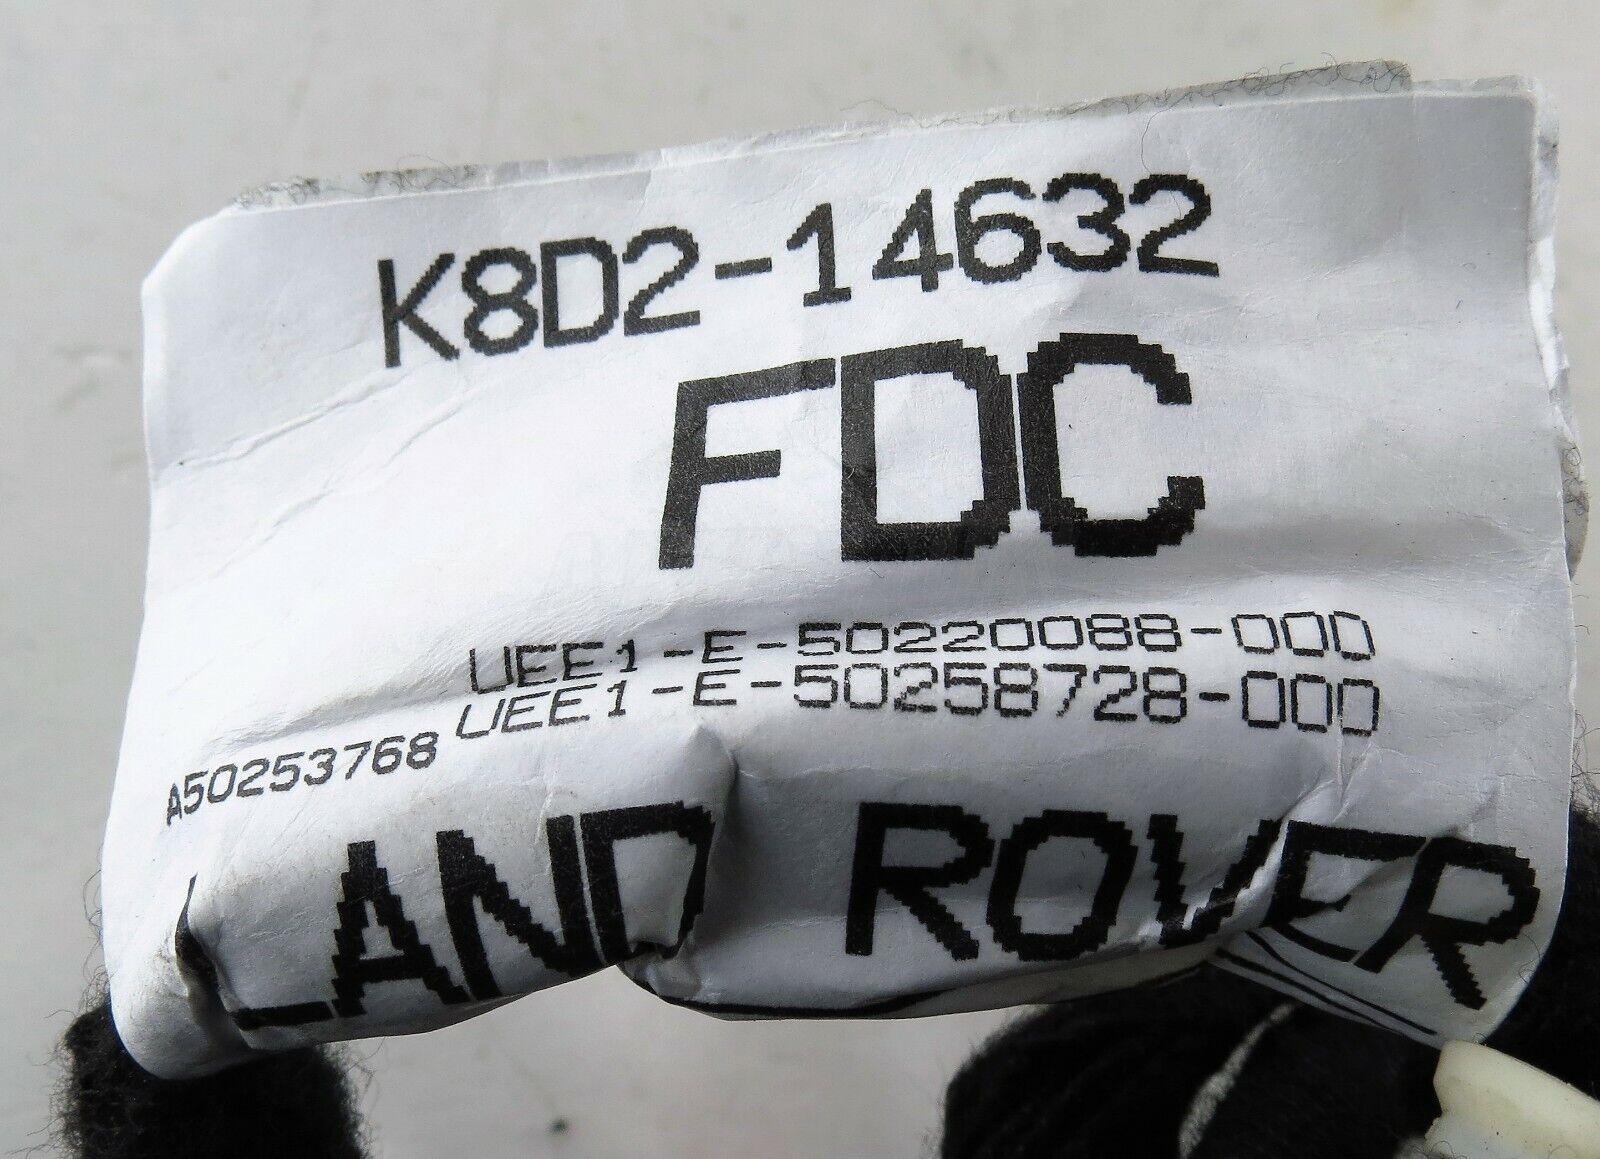 K8D2-14632
FDC
UEE1-E-50220088-000
UEE1-E-50258728-000
A50253768
LAND ROVER